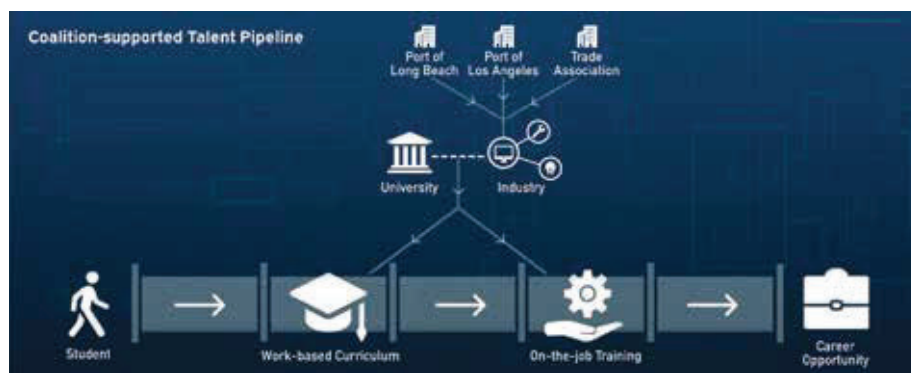 Coalition-supported Talent Pipeline
Port of
Long Beach
Port of
Los Angeles
Trade
Association
University
Industry
Student
Work-based Curriculum
On-the-job Training
Career
Opportunity